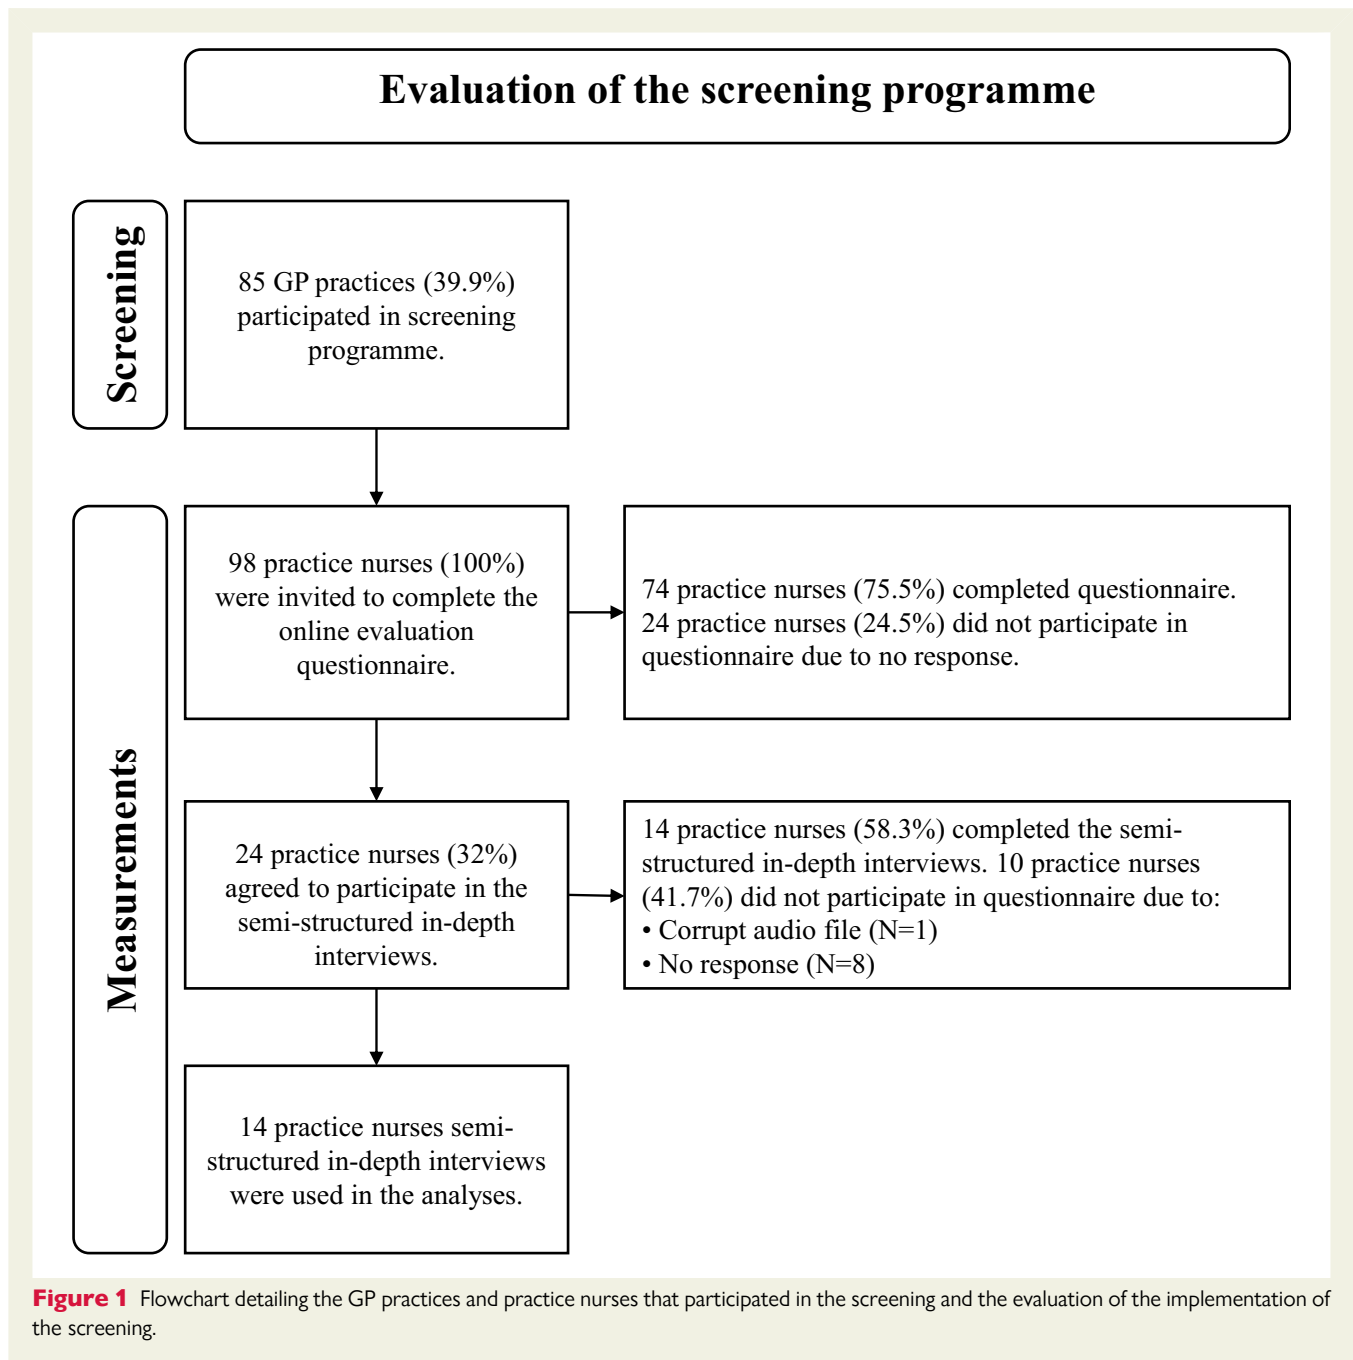 Evaluation of the screening programme
Screening
85 GP practices (39.9%)
participated in screening
programme.
Measurements
98 practice nurses (100%)
were invited to complete the
online evaluation
questionnaire.
74 practice nurses (75.5%) completed questionnaire.
24 practice nurses (24.5%) did not participate in
questionnaire due to no response.
24 practice nurses (32%)
agreed to participate in the
semi-structured in-depth
interviews.
14 practice nurses (58.3%) completed the semi-
structured in-depth interviews. 10 practice nurses
(41.7%) did not participate in questionnaire due to:
• Corrupt audio file (N=1)
• No response (N=8)
14 practice nurses semi-
structured in-depth interviews
were used in the analyses.
Figure 1 Flowchart detailing the GP practices and practice nurses that participated in the screening and the evaluation of the implementation of
the screening.